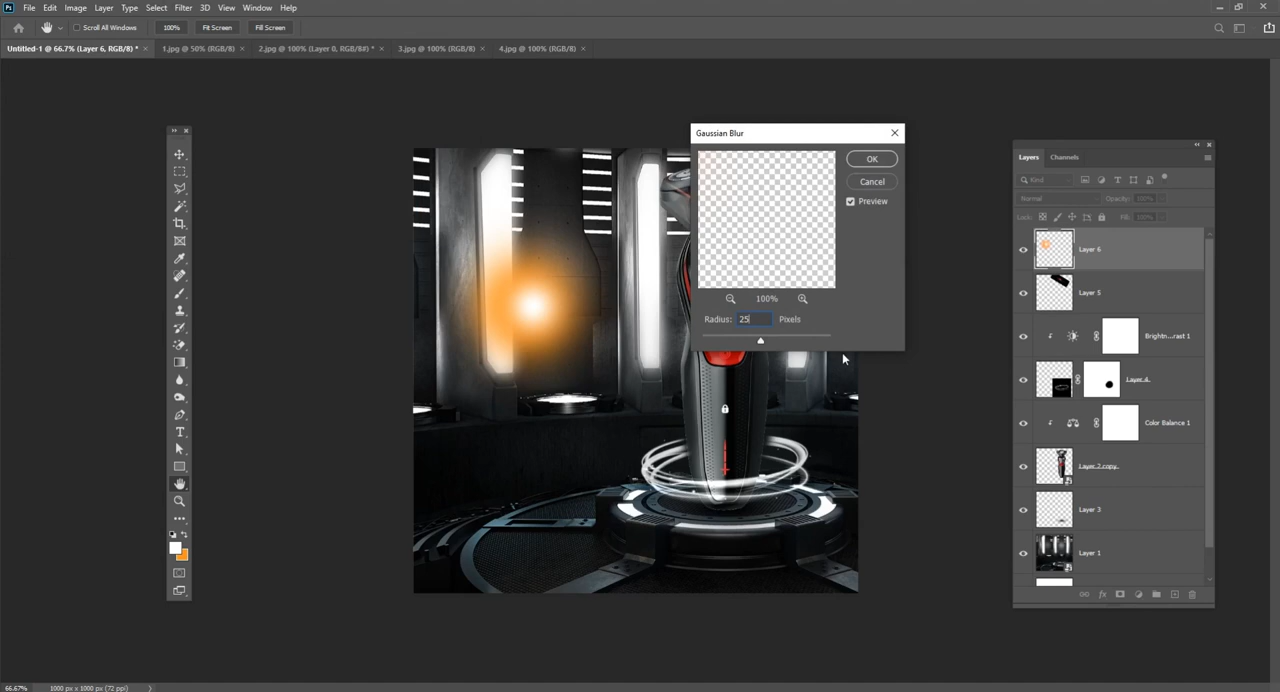 Ps File Edit Image Layer Type Select Filter 3D View Window Help
Scroll All Windows 100% Fit Screen Fill Screen
Untitled-1 @ 66.7% (Layer 6, RGB/8) * 1.jpg @ 50% (RGB/8) 2.jpg @ 100% (Layer 0, RGB/8#) * 3.jpg @ 100% (RGB/8) 4.jpg @ 100% (RGB/8)
Gaussian Blur
OK
Cancel
Preview
100%
Radius: 25 Pixels
Layers Channels
Kind
Normal Opacity: 100%
Lock: Fill: 100%
Layer 6
Layer 5
Brightn...rast 1
Layer 4
Color Balance 1
Layer 2 copy
Layer 3
Layer 1
66.67% 1000 px x 1000 px (72 ppi)